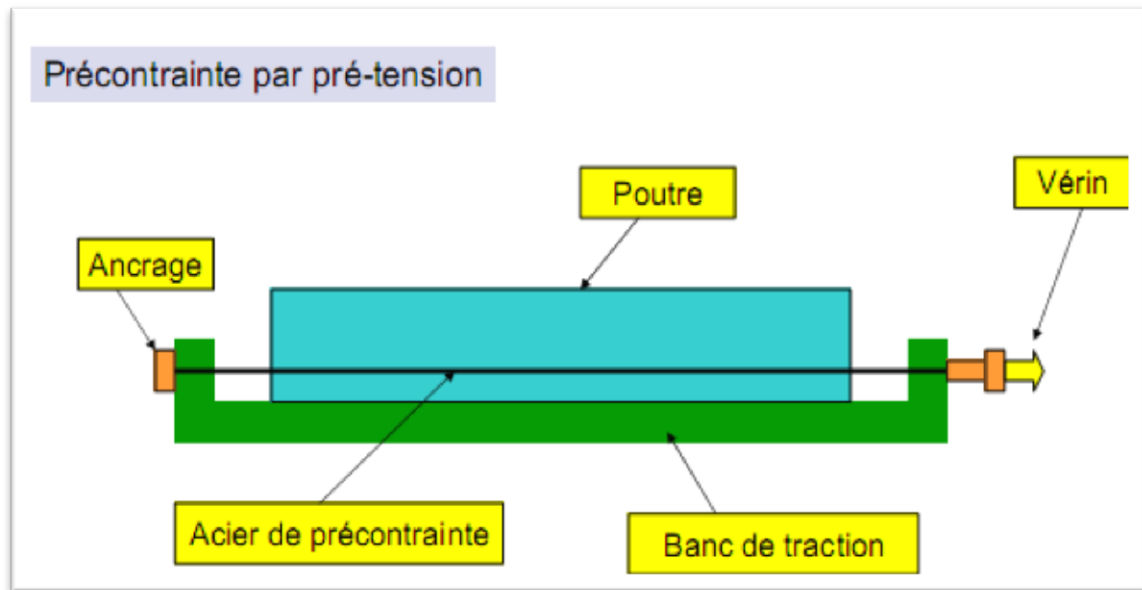 Précontrainte par pré-tension
Vérin
Poutre
Ancrage
Acier de précontrainte
Banc de traction